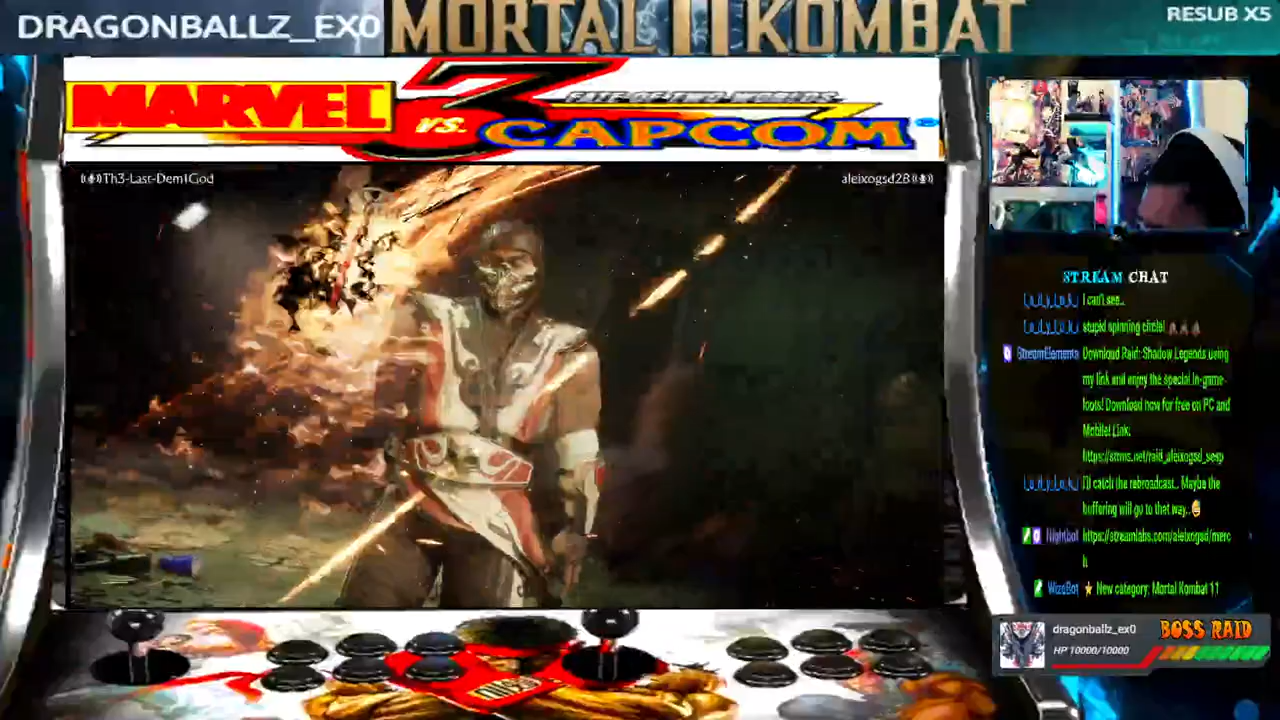 DRAGONBALLZ_EX0
MORTAL KOMBAT
RESUB X5
MARVEL VS. CAPCOM 3
FATE OF TWO WORLDS
Th3-Last-Dem1God
aleixogsd28
STREAM CHAT
I can't see..
stupid spinning circle!
StreamElements Download Raid: Shadow Legends using
my link and enjoy the special in-game
loots! Download now for free on PC and
Mobile! Link:
https://strms.net/raid_aleixogsd_sesp
I'll catch the rebroadcast.. Maybe the
buffering will go to that way..
Nightbot https://streamlabs.com/aleixogsd/merc
h
WizeBot New category: Mortal Kombat 11
dragonballz_ex0
BOSS RAID
HP 10000/10000